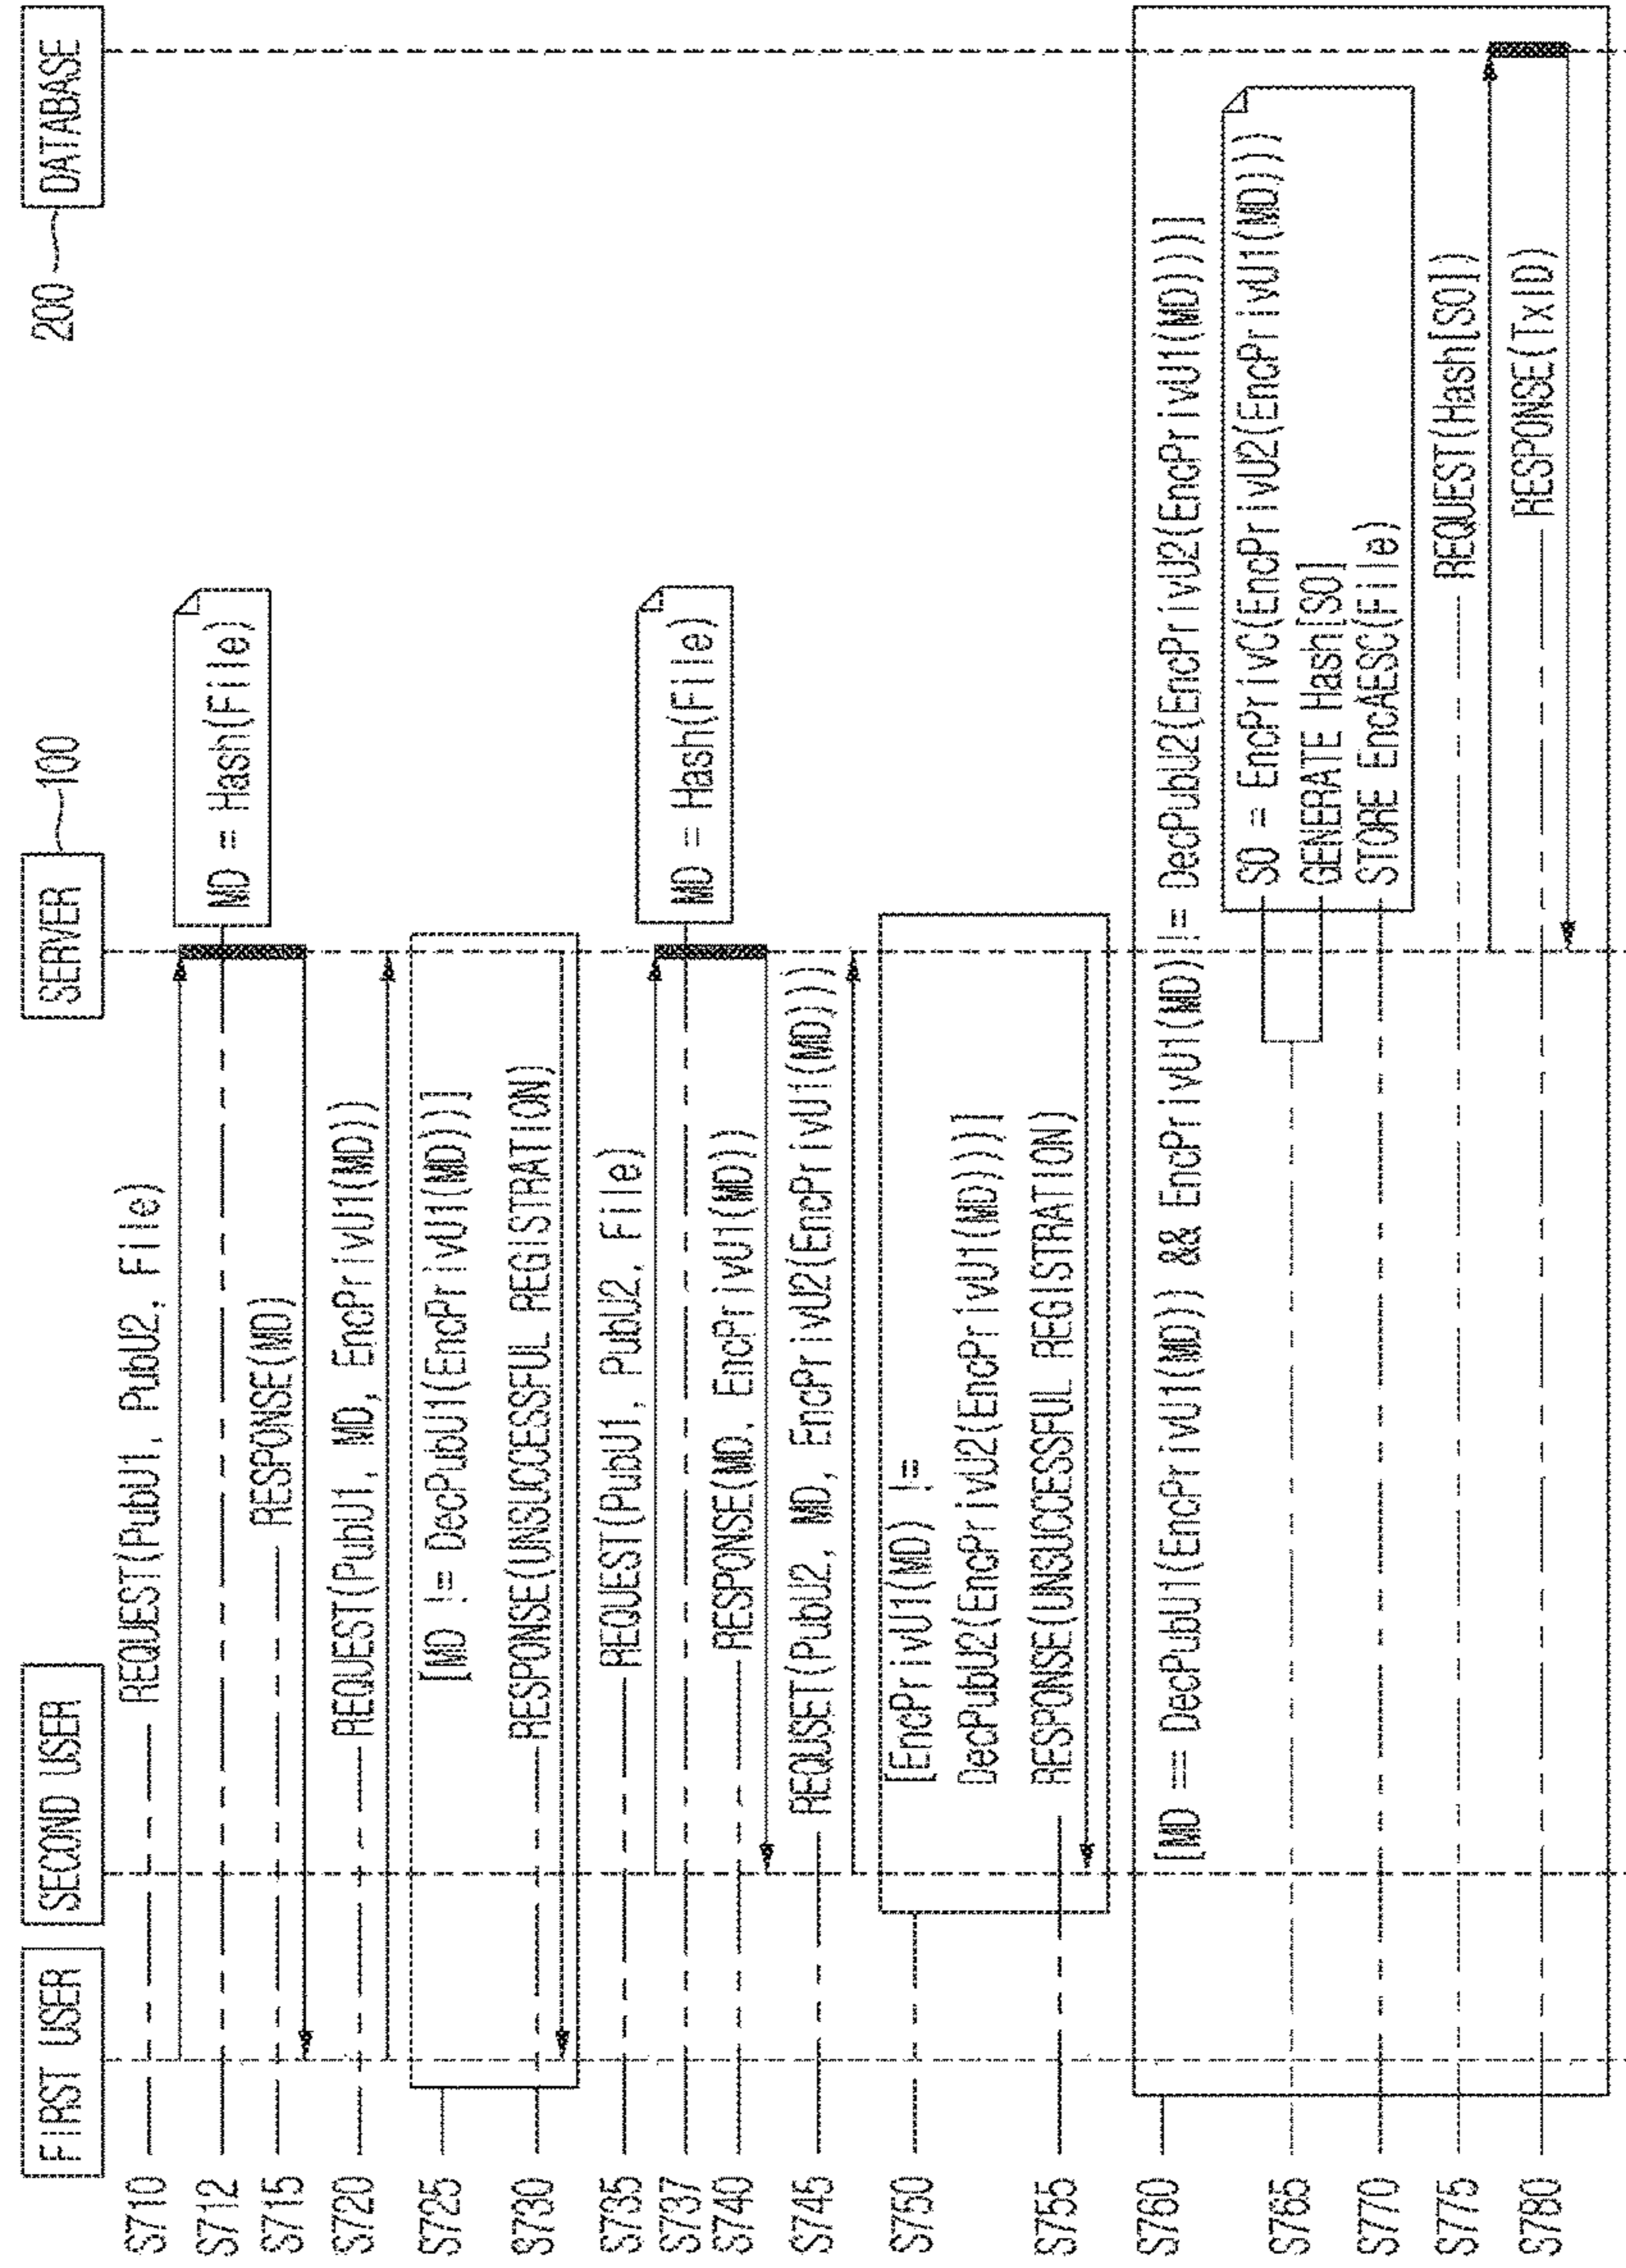 FIRST USER
SECOND USER
SERVER
100
200
DATABASE
S710
REQUEST(PubU1, PubU2, File)
S712
MD = Hash(File)
S715
RESPONSE(MD)
S720
REQUEST(PubU1, MD, EncPrivU1(MD))
S725
[MD != DecPubU1(EncPrivU1(MD))]
S730
RESPONSE(UNSUCCESSFUL REGISTRATION)
S735
REQUEST(PubU1, PubU2, File)
S737
MD = Hash(File)
S740
RESPONSE(MD, EncPrivU1(MD))
S745
REQUSET(PubU2, MD, EncPrivU2(EncPrivU1(MD)))
S750
[EncPrivU1(MD) !=
DecPubU2(EncPrivU2(EncPrivU1(MD)))]
S755
RESPONSE(UNSUCCESSFUL REGISTRATION)
S760
[MD == DecPubU1(EncPrivU1(MD)) && EncPrivU1(MD) != DecPubU2(EncPrivU2(EncPrivU1(MD)))]
S765
SO = EncPrivC(EncPrivU2(EncPrivU1(MD)))
GENERATE Hash[SO]
S770
STORE EncAESC(File)
S775
REQUEST(Hash[SO])
S780
RESPONSE(TxID)